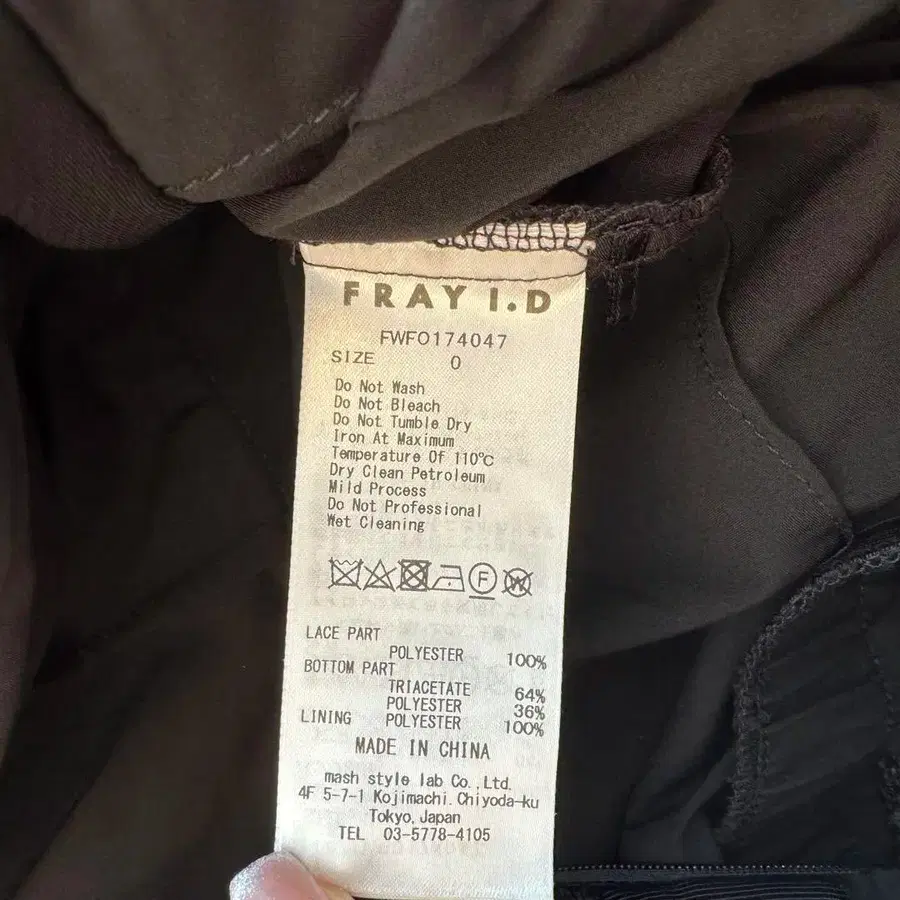 FRAY I.D
FWFO174047
SIZE 0
Do Not Wash
Do Not Bleach
Do Not Tumble Dry
Iron At Maximum
Temperature Of 110℃
Dry Clean Petroleum
Mild Process
Do Not Professional
Wet Cleaning
F W
LACE PART
POLYESTER 100%
BOTTOM PART
TRIACETATE 64%
POLYESTER 36%
LINING POLYESTER 100%
MADE IN CHINA
mash style lab Co.,Ltd.
4F 5-7-1 Kojimachi.Chiyoda-ku
Tokyo,Japan
TEL 03-5778-4105